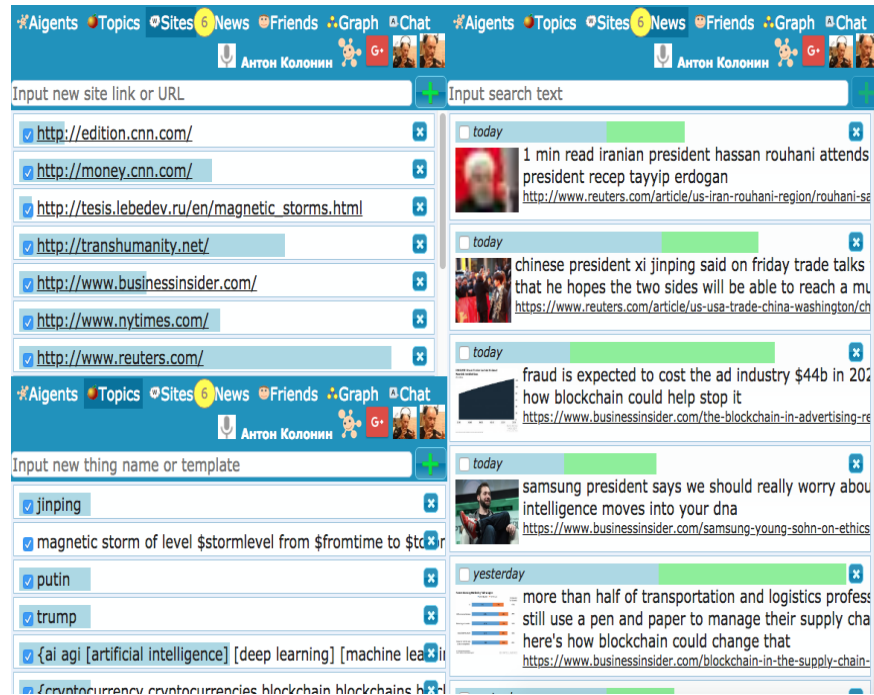 Aigents Topics Sites 6 News Friends Graph Chat
Антон Колонин G+
Input new site link or URL
http://edition.cnn.com/
http://money.cnn.com/
http://tesis.lebedev.ru/en/magnetic_storms.html
http://transhumanity.net/
http://www.businessinsider.com/
http://www.nytimes.com/
http://www.reuters.com/
Aigents Topics Sites 6 News Friends Graph Chat
Антон Колонин G+
Input new thing name or template
jinping
magnetic storm of level $stormlevel from $fromtime to
putin
trump
{ai agi [artificial intelligence] [deep learning] [machine
{cryptocurrency cryptocurrencies blockchain blockchains
Aigents Topics Sites 6 News Friends Graph Chat
Антон Колонин G+
Input search text
today
1 min read iranian president hassan rouhani attends
president recep tayyip erdogan
http://www.reuters.com/article/us-iran-rouhani-region/rouhani-sa
today
chinese president xi jinping said on friday trade talks
that he hopes the two sides will be able to reach a mu
https://www.reuters.com/article/us-usa-trade-china-washington/ch
today
fraud is expected to cost the ad industry $44b in 202
how blockchain could help stop it
https://www.businessinsider.com/the-blockchain-in-advertising-re
today
samsung president says we should really worry abou
intelligence moves into your dna
https://www.businessinsider.com/samsung-young-sohn-on-ethics
yesterday
more than half of transportation and logistics profess
still use a pen and paper to manage their supply cha
here's how blockchain could change that
https://www.businessinsider.com/blockchain-in-the-supply-chain-